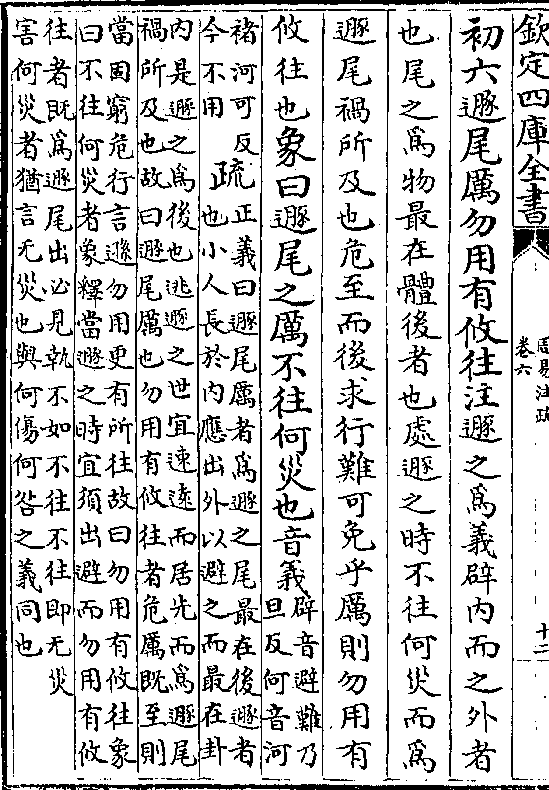 欽定四庫全書
周易注疏
卷六
十二
初六遯尾厲勿用有攸往注遯之爲義辟内而之外者
也尾之爲物最在體後者也處遯之時不往何災而爲
遯尾禍所及也危至而後求行難可免乎厲則勿用有
攸往也象曰遯尾之厲不往何災也音義辟音避難乃
旦反何音河
褚河可反
今不用
疏正義曰遯尾厲者爲遯之尾最在後遯者
也小人長於内應出外以避之而最在卦
内是遯之爲後也逃遯之世宜速遠而居先而爲遯尾
禍所及也故曰遯尾厲也勿用有攸往者危厲既至則
當固窮危行言遜勿用更有所往故曰勿用有攸往象
曰不往何災者象釋當遯之時宜須出避而勿用有攸
往者既爲遯尾出必見執不如不往不往即无災
害何災者猶言无災也與何傷何咎之義同也